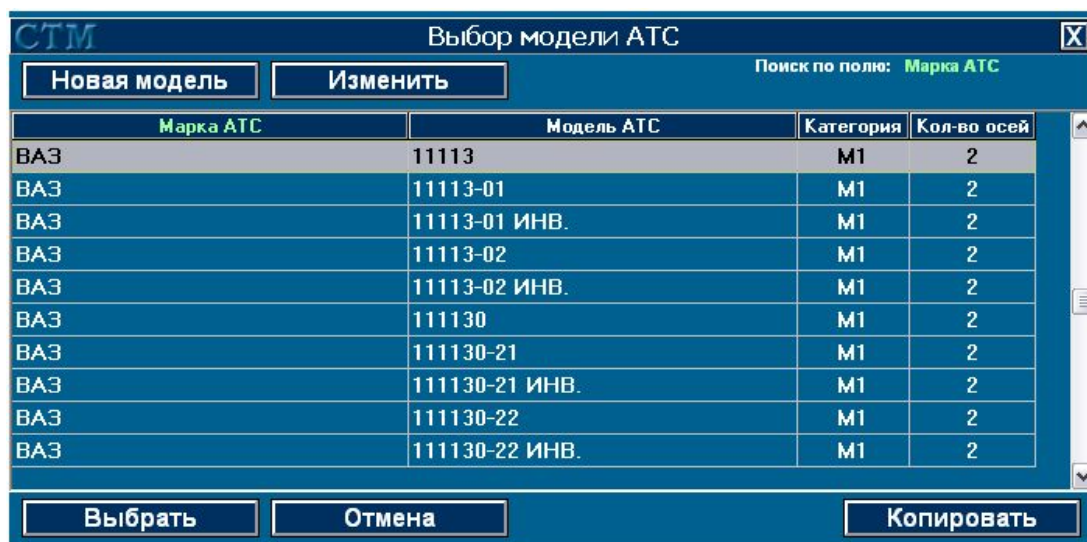 СТМ Выбор модели АТС X
Новая модель Изменить Поиск по полю: Марка АТС
Марка АТС Модель АТС Категория Кол-во осей
ВАЗ 11113 M1 2
ВАЗ 11113-01 M1 2
ВАЗ 11113-01 ИНВ. M1 2
ВАЗ 11113-02 M1 2
ВАЗ 11113-02 ИНВ. M1 2
ВАЗ 111130 M1 2
ВАЗ 111130-21 M1 2
ВАЗ 111130-21 ИНВ. M1 2
ВАЗ 111130-22 M1 2
ВАЗ 111130-22 ИНВ. M1 2
Выбрать Отмена Копировать